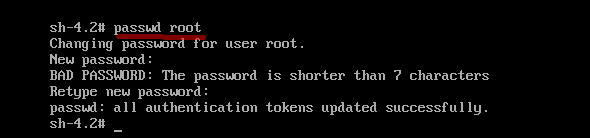 sh-4.2# passwd root
Changing password for user root.
New password:
BAD PASSWORD: The password is shorter than 7 characters
Retype new password:
passwd: all authentication tokens updated successfully.
sh-4.2# _